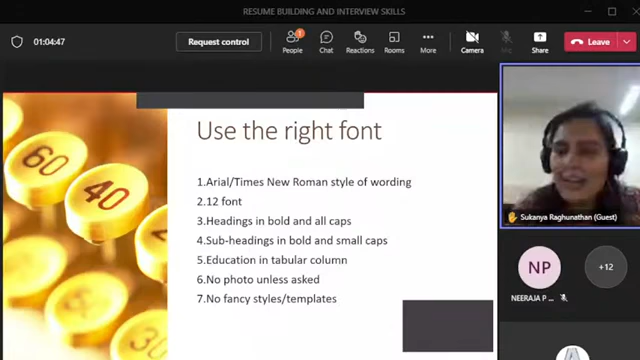 RESUME BUILDING AND INTERVIEW SKILLS
01:04:47
Request control
1
People
Chat
Reactions
Rooms
More
Camera
Mic
Share
Leave
Use the right font
60
40
30
1.Arial/Times New Roman style of wording
2.12 font
3.Headings in bold and all caps
4.Sub-headings in bold and small caps
5.Education in tabular column
6.No photo unless asked
7.No fancy styles/templates
Sukanya Raghunathan (Guest)
NP
+12
NEERAJA P ...